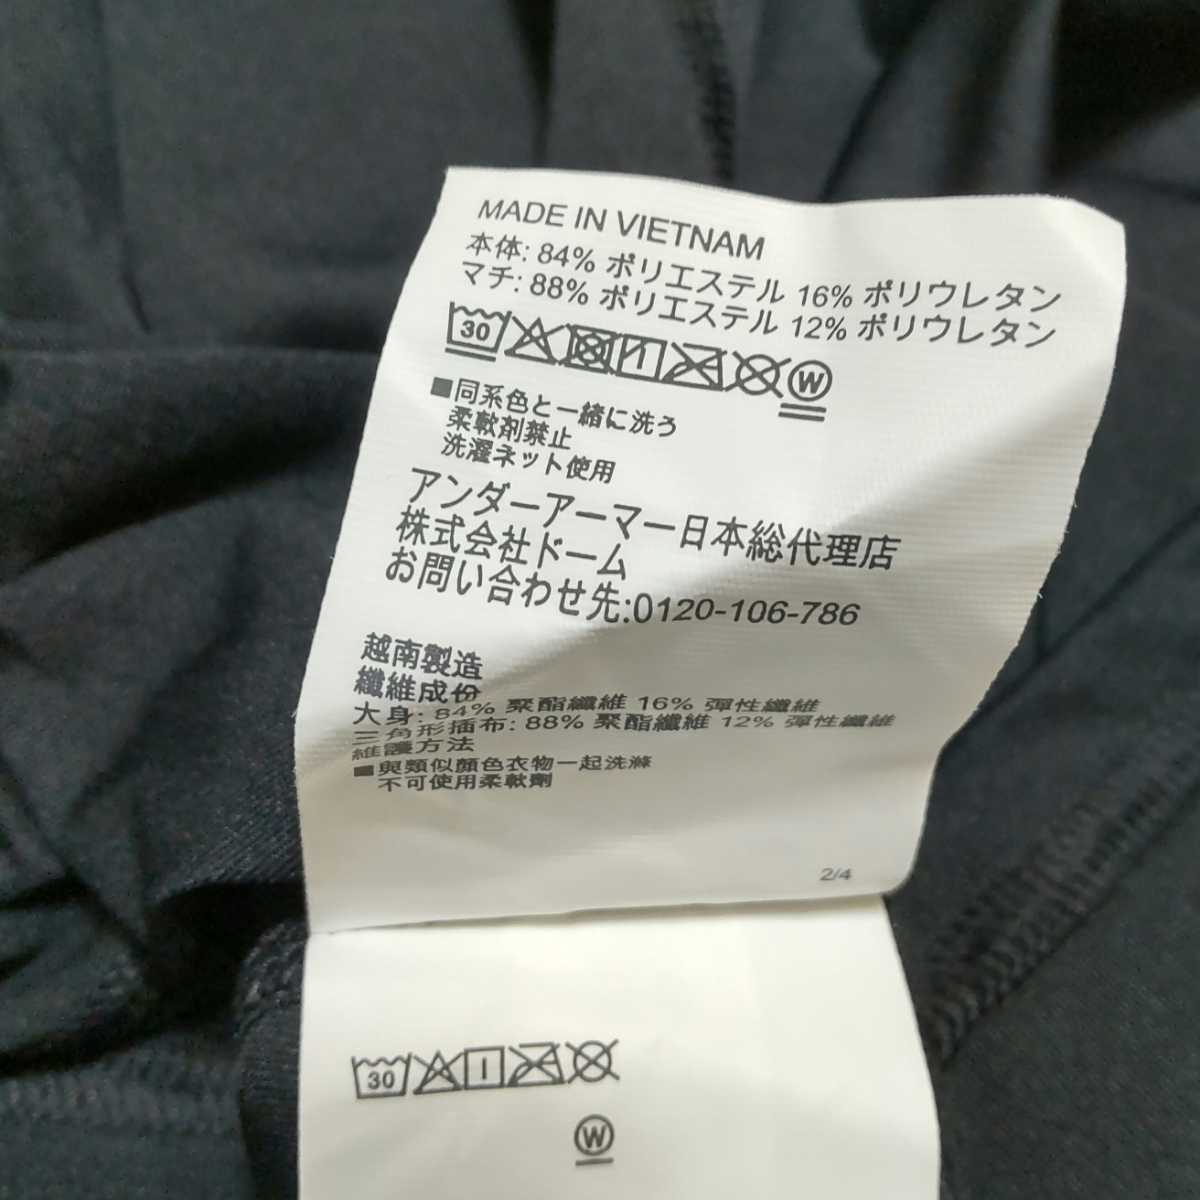 MADE IN VIETNAM
本体: 84% ポリエステル 16% ポリウレタン
マチ: 88% ポリエステル 12% ポリウレタン
30 W
■同系色と一緒に洗う
柔軟剤禁止
洗濯ネット使用
アンダーアーマー日本総代理店
株式会社ドーム
お問い合わせ先:0120-106-786
越南製造
纖維成份
大身: 84% 聚酯纖維 16% 彈性纖維
三角形插布: 88% 聚酯纖維 12% 彈性纖維
維護方法
■與類似顏色衣物一起洗滌
不可使用柔軟劑
2/4
30
W